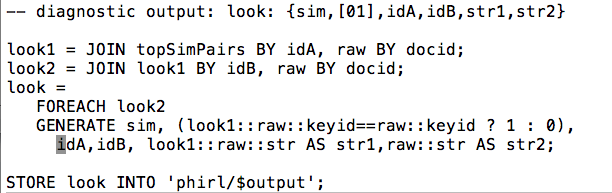 -- diagnostic output: look: {sim,[01],idA,idB,str1,str2}
look1 = JOIN topSimPairs BY idA, raw BY docid;
look2 = JOIN look1 BY idB, raw BY docid;
look =
FOREACH look2
GENERATE sim, (look1::raw::keyid==raw::keyid ? 1 : 0),
idA,idB, look1::raw::str AS str1,raw::str AS str2;
STORE look INTO 'phirl/$output';